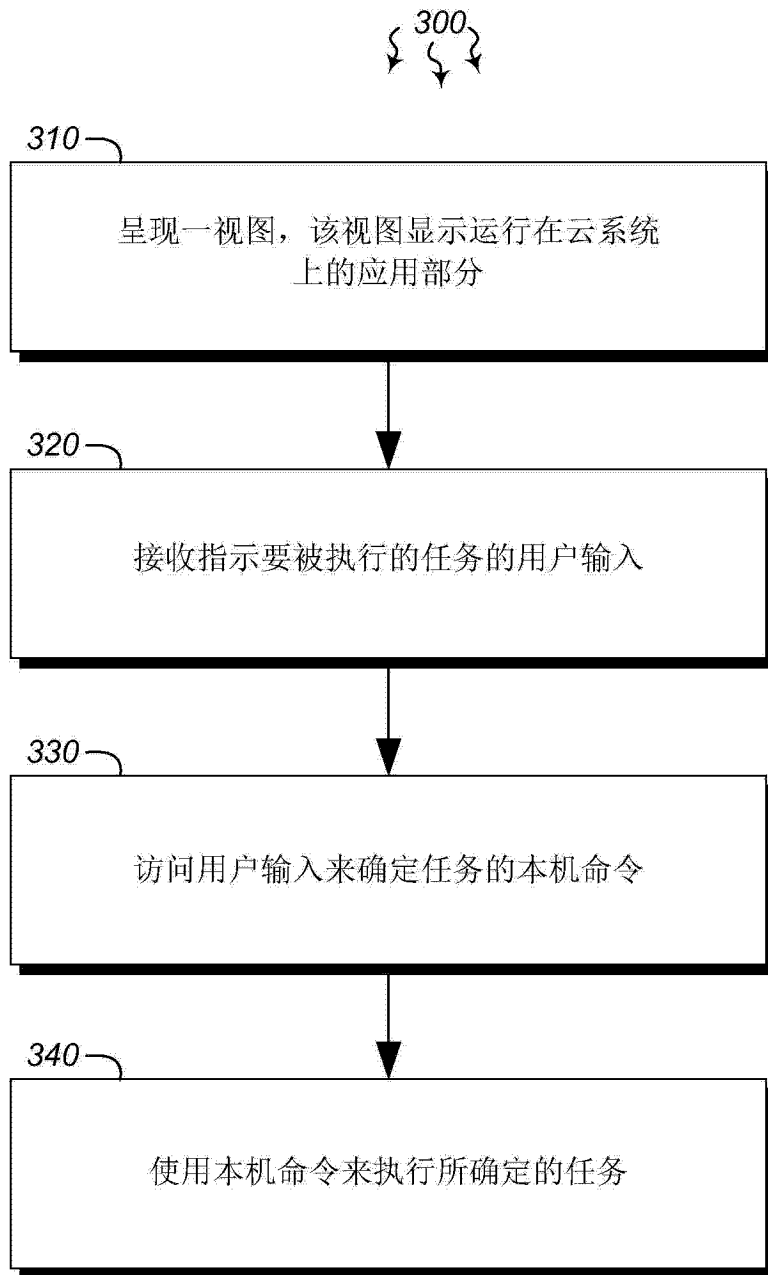 300
310
呈现一视图，该视图显示运行在云系统
上的应用部分
320
接收指示要被执行的任务的用户输入
330
访问用户输入来确定任务的本机命令
340
使用本机命令来执行所确定的任务